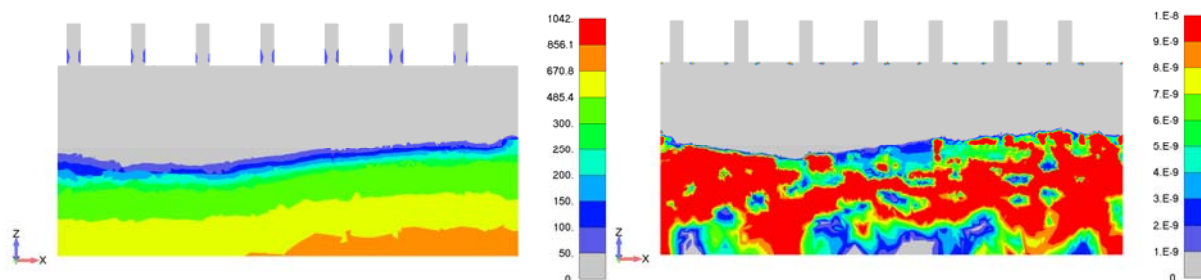 1042.
856.1
670.8
485.4
300.
250.
200.
150.
100.
50.
0.
Z
X
1.E-8
9.E-9
8.E-9
7.E-9
6.E-9
5.E-9
4.E-9
3.E-9
2.E-9
1.E-9
0.
Z
X